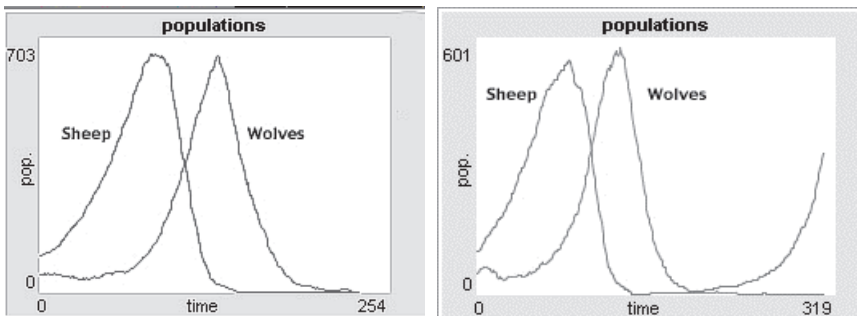 populations
703
Sheep
Wolves
pop.
0
0
time
254
populations
601
Sheep
Wolves
pop.
0
0
time
319